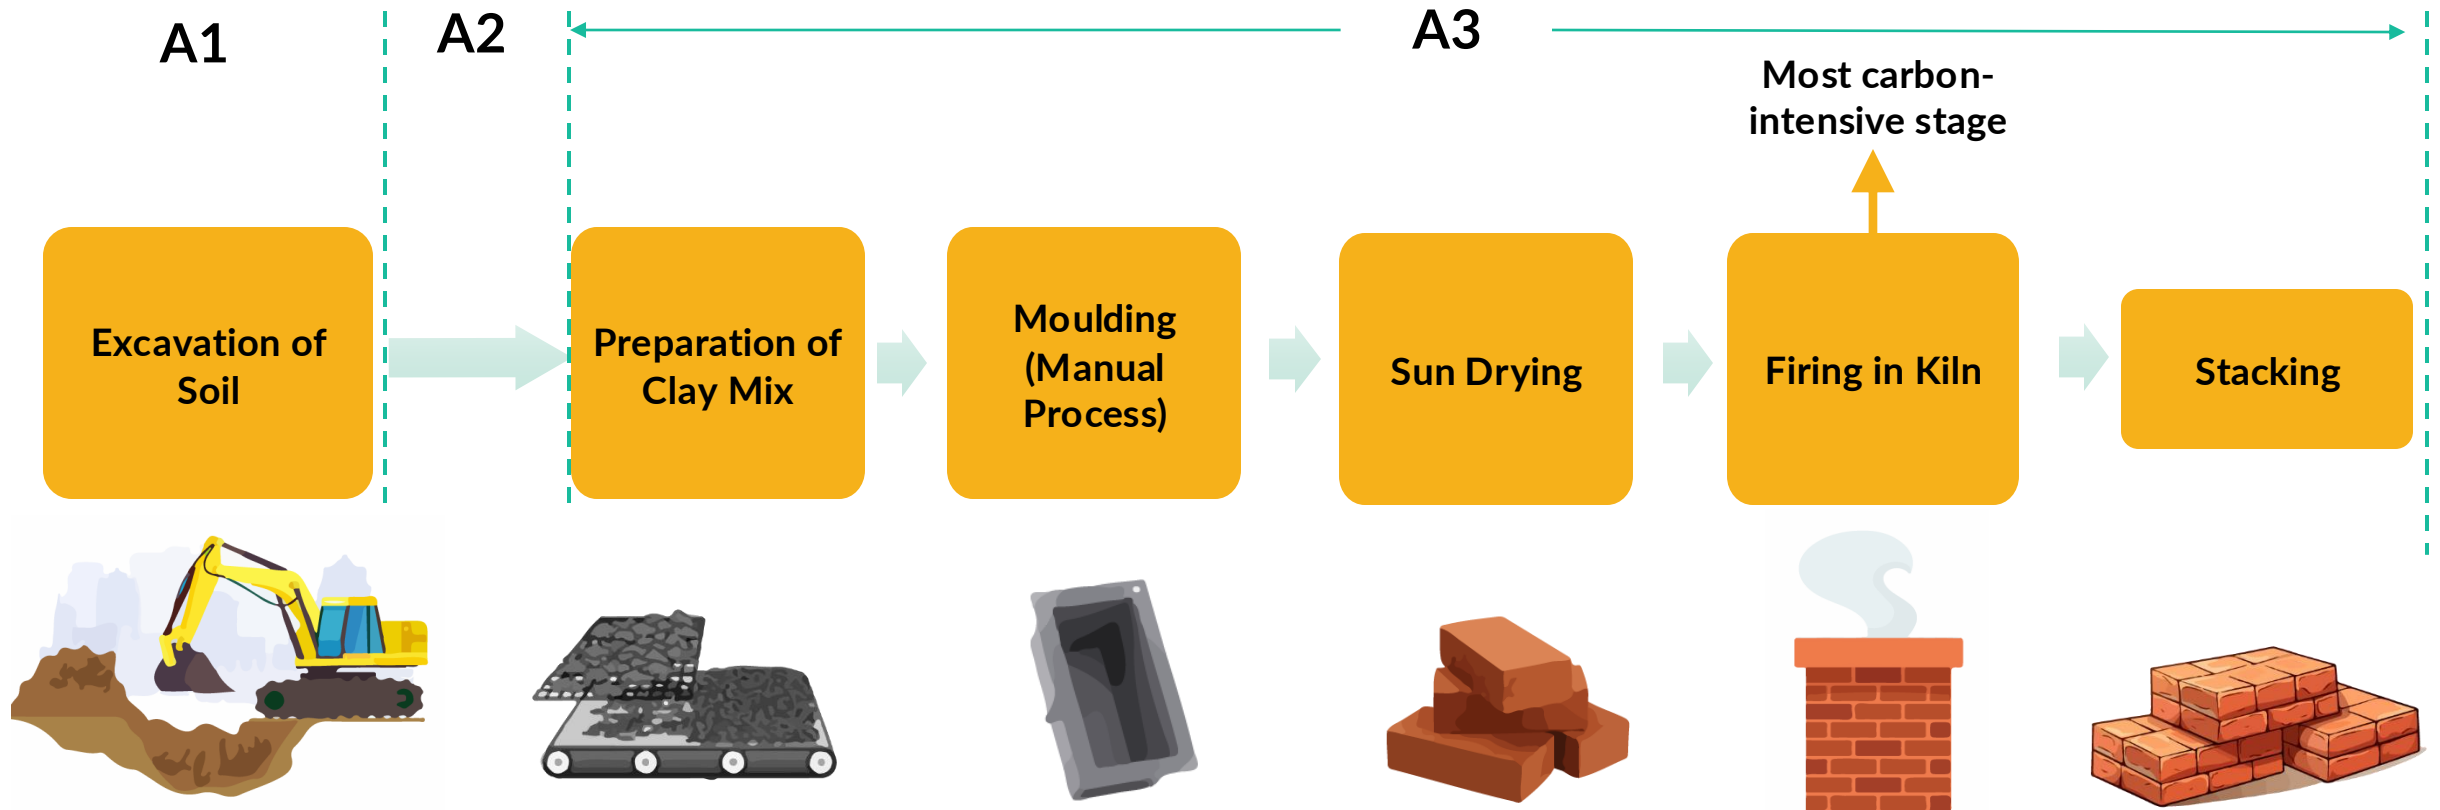 A1
A2
A3
Most carbon-
intensive stage
Excavation of
Soil
Preparation of
Clay Mix
Moulding
(Manual
Process)
Sun Drying
Firing in Kiln
Stacking